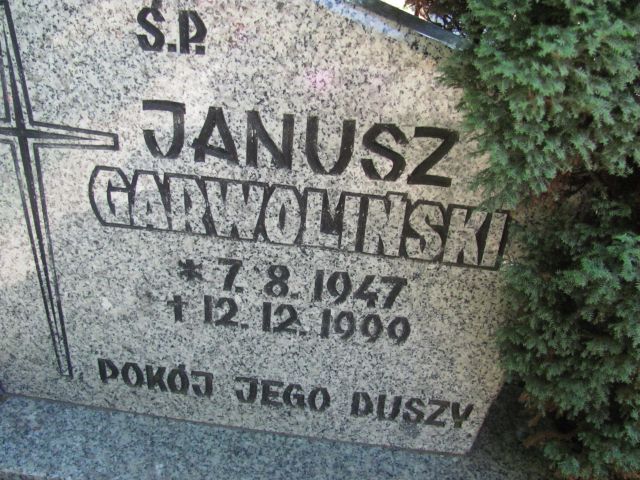 Ś.P.
JANUSZ
GARWOLIŃSKI
* 7. 8. 1947
† 12. 12. 1999
POKÓJ JEGO DUSZY